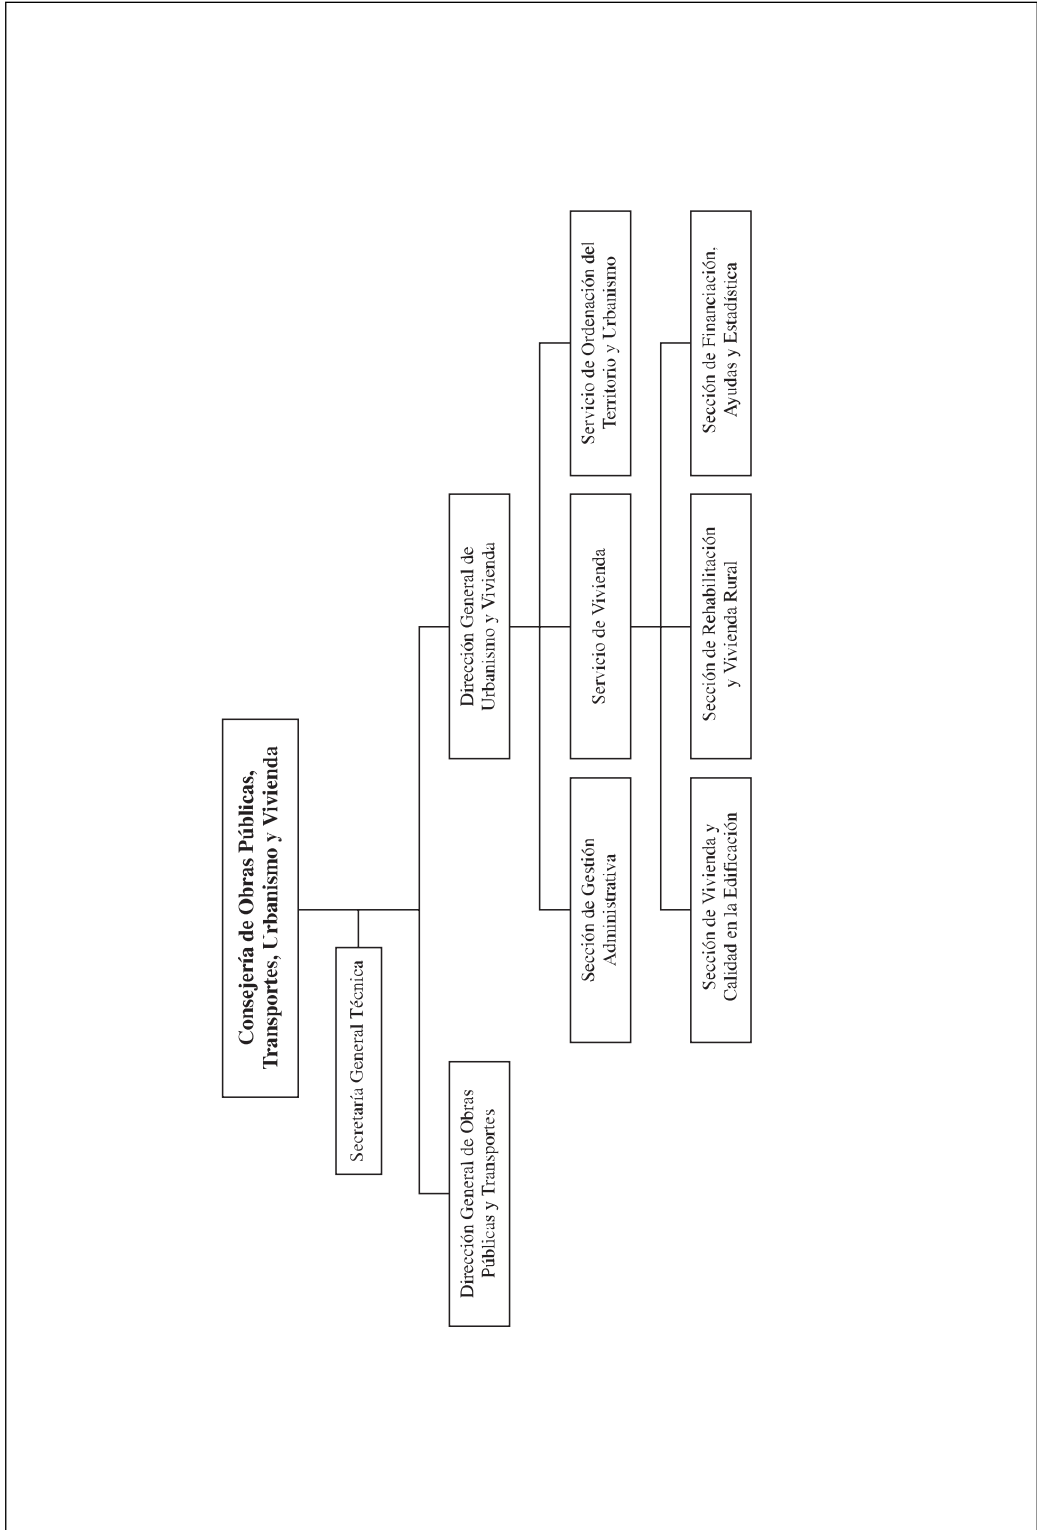 Consejería de Obras Públicas,
Transportes, Urbanismo y Vivienda
Secretaría General Técnica
Dirección General de Obras
Públicas y Transportes
Dirección General de
Urbanismo y Vivienda
Sección de Gestión
Administrativa
Servicio de Vivienda
Servicio de Ordenación del
Territorio y Urbanismo
Sección de Vivienda y
Calidad en la Edificación
Sección de Rehabilitación
y Vivienda Rural
Sección de Financiación,
Ayudas y Estadística